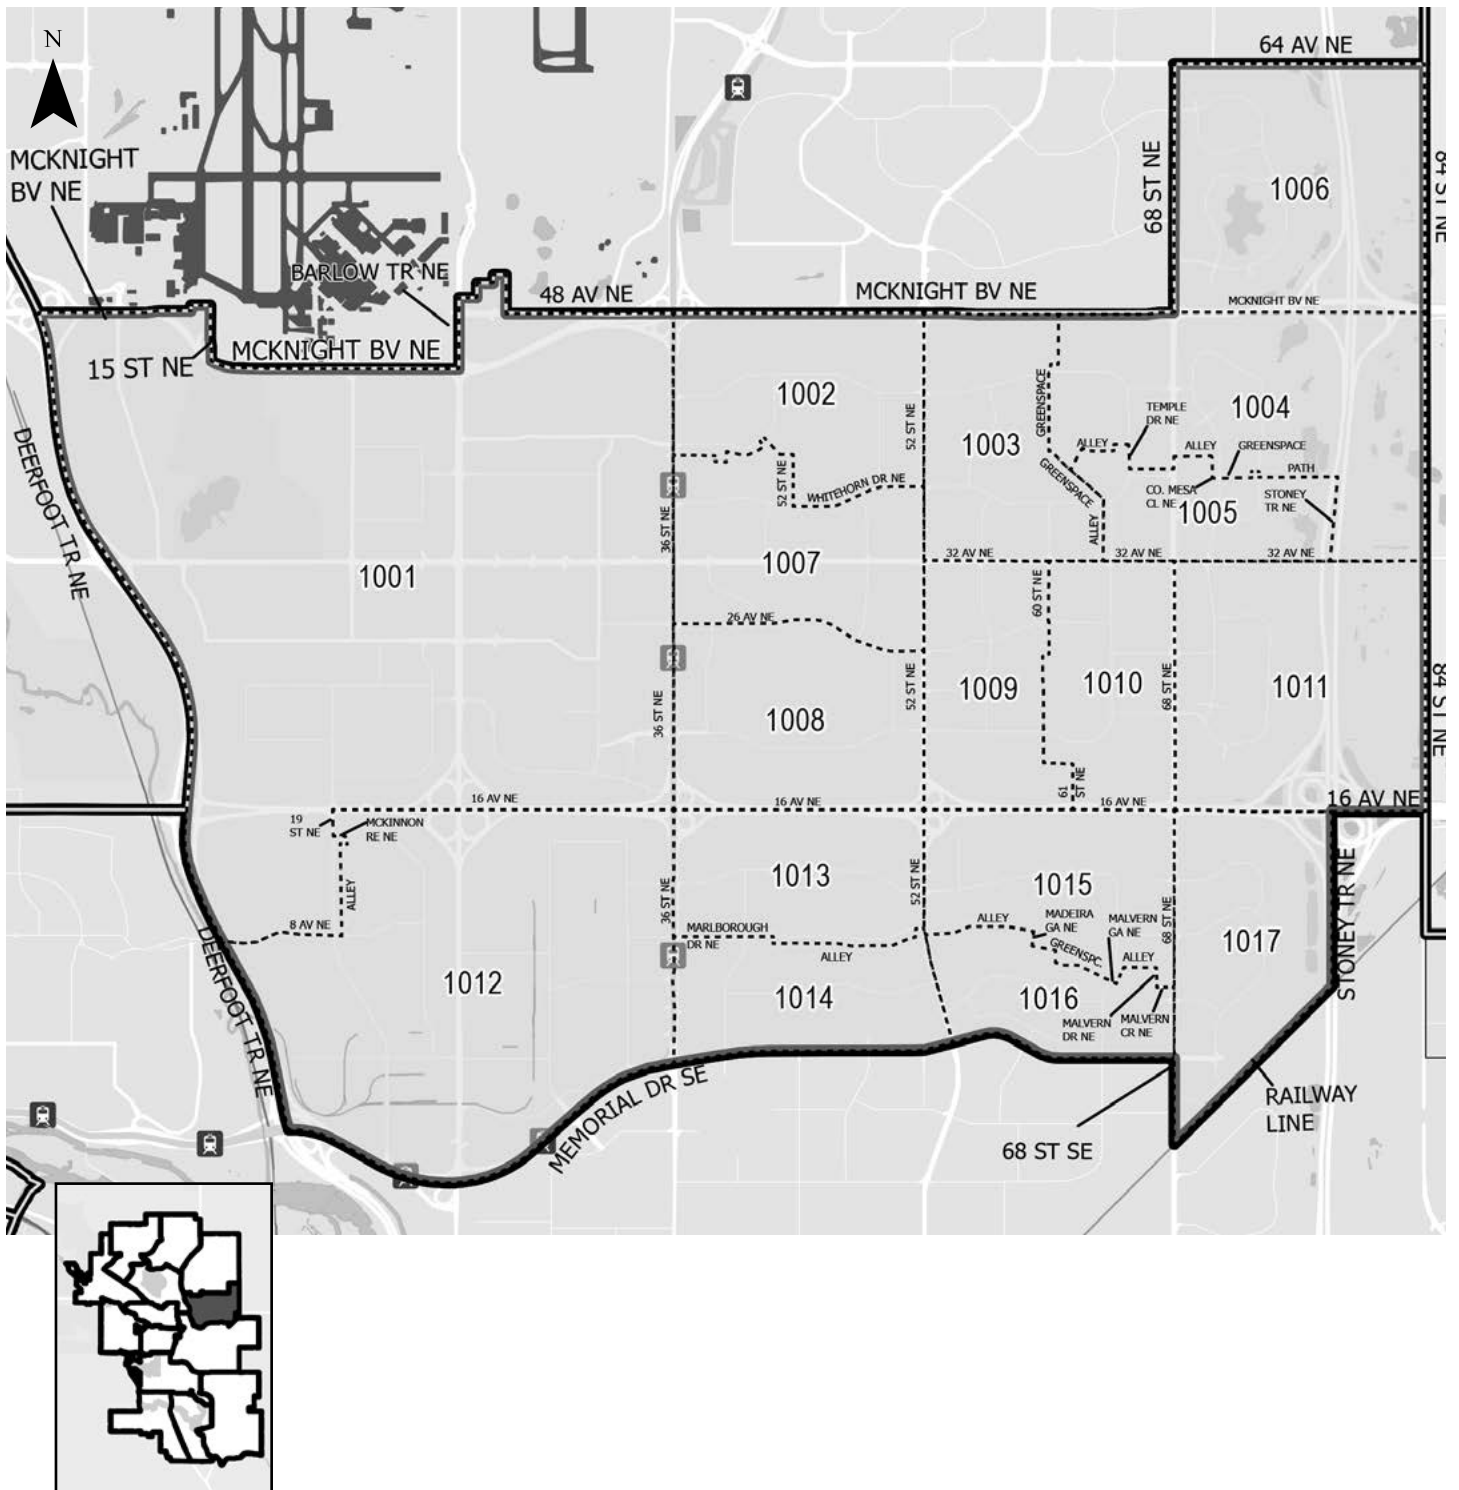 N
64 AV NE
MCKNIGHT
BV NE
68 ST NE
84 ST NE
1006
BARLOW TR NE
48 AV NE
MCKNIGHT BV NE
MCKNIGHT BV NE
15 ST NE
MCKNIGHT BV NE
1002
1003
1004
52 ST NE
GREENSPACE
TEMPLE
DR NE
ALLEY
ALLEY
GREENSPACE
DEERFOOT TR NE
52 ST NE
WHITEHORN DR NE
GREENSPACE
PATH
CO. MESA
CL NE
1005
STONEY
TR NE
36 ST NE
ALLEY
1001
1007
32 AV NE
32 AV NE
32 AV NE
26 AV NE
60 ST NE
36 ST NE
1008
52 ST NE
1009
1010
68 ST NE
1011
84 ST NE
61
ST NE
16 AV NE
16 AV NE
16 AV NE
16 AV NE
19
ST NE
MCKINNON
RE NE
ALLEY
8 AV NE
36 ST NE
1013
52 ST NE
1015
STONEY TR NE
MARLBOROUGH
DR NE
ALLEY
ALLEY
MADEIRA
GA NE
MALVERN
GA NE
68 ST NE
GREENSPC.
ALLEY
1017
DEERFOOT TR NE
1012
1014
1016
MALVERN
DR NE
MALVERN
CR NE
MEMORIAL DR SE
68 ST SE
RAILWAY
LINE